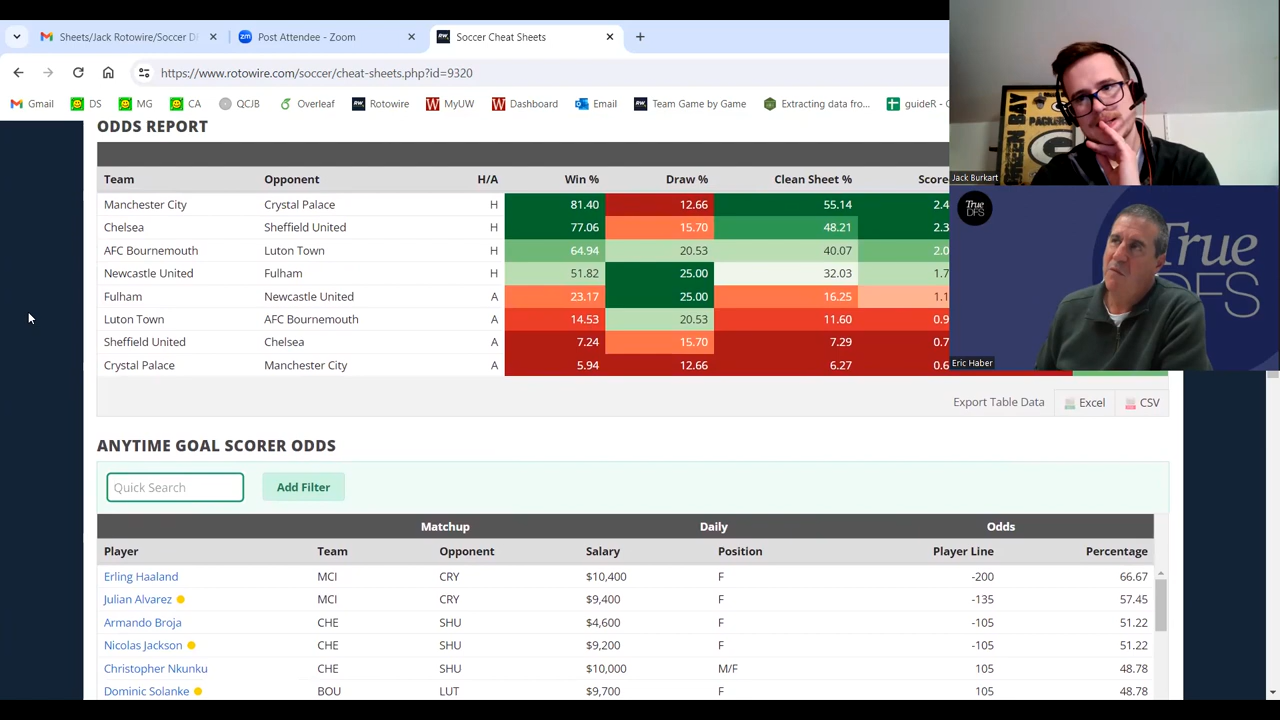 Sheets/Jack Rotowire/Soccer D
Post Attendee - Zoom
Soccer Cheat Sheets
https://www.rotowire.com/soccer/cheat-sheets.php?id=9320
Gmail DS MG CA QCJB Overleaf Rotowire MyUW Dashboard Email Team Game by Game Extracting data fro... guideR - G
ODDS REPORT
Team Opponent H/A Win % Draw % Clean Sheet % Score
Manchester City Crystal Palace H 81.40 12.66 55.14 2.4
Chelsea Sheffield United H 77.06 15.70 48.21 2.3
AFC Bournemouth Luton Town H 64.94 20.53 40.07 2.0
Newcastle United Fulham H 51.82 25.00 32.03 1.7
Fulham Newcastle United A 23.17 25.00 16.25 1.1
Luton Town AFC Bournemouth A 14.53 20.53 11.60 0.9
Sheffield United Chelsea A 7.24 15.70 7.29 0.7
Crystal Palace Manchester City A 5.94 12.66 6.27 0.6
Export Table Data Excel CSV
ANYTIME GOAL SCORER ODDS
Quick Search Add Filter
Matchup Daily Odds
Player Team Opponent Salary Position Player Line Percentage
Erling Haaland MCI CRY $10,400 F -200 66.67
Julian Alvarez MCI CRY $9,400 F -135 57.45
Armando Broja CHE SHU $4,600 F -105 51.22
Nicolas Jackson CHE SHU $9,200 F -105 51.22
Christopher Nkunku CHE SHU $10,000 M/F 105 48.78
Dominic Solanke BOU LUT $9,700 F 105 48.78
GREEN BAY
PACKER
G
Jack Burkart
True
DFS
True
DFS
Eric Haber